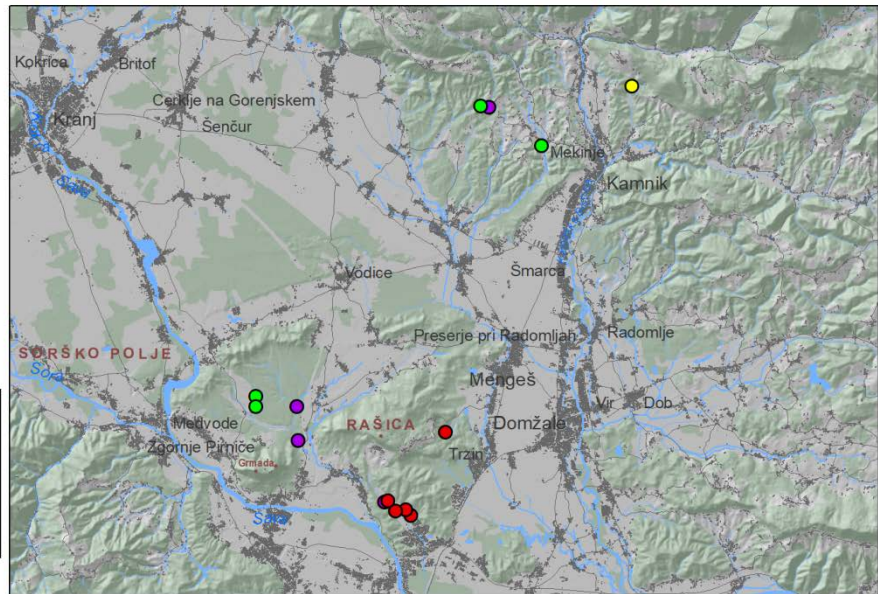 Kokrica
Britof
Kranj
Cerklje na Gorenjskem
Šenčur
Sava
Mekinje
Kamnik
Vodice
Šmarca
SORŠKO POLJE
Sora
Preserje pri Radomljah
Radomlje
Mengeš
Medvode
RAŠICA
Domžale
Vir
Dob
Zgornje Pirniče
Grmada
Trzin
Sava